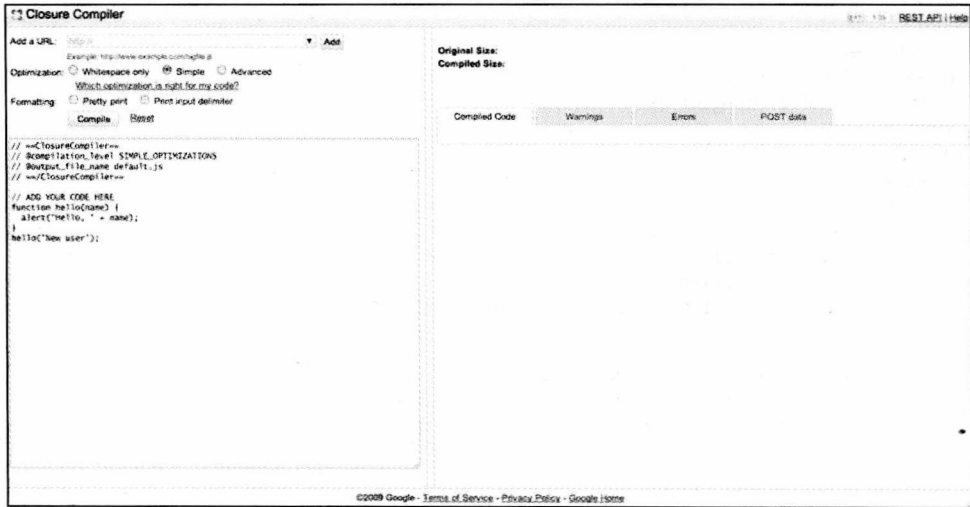 Closure Compiler
REST API | Help
Add a URL: http:// Add
Example: http://www.example.com/bigfile.js
Optimization: Whitespace only Simple Advanced
Which optimization is right for my code?
Formatting: Pretty print Print input delimiter
Compile Reset
// ==ClosureCompiler==
// @compilation_level SIMPLE_OPTIMIZATIONS
// @output_file_name default.js
// ==/ClosureCompiler==
// ADD YOUR CODE HERE
function hello(name) {
alert('Hello, ' + name);
}
hello('New user');
Original Size:
Compiled Size:
Compiled Code Warnings Errors POST data
©2009 Google - Terms of Service - Privacy Policy - Google Home